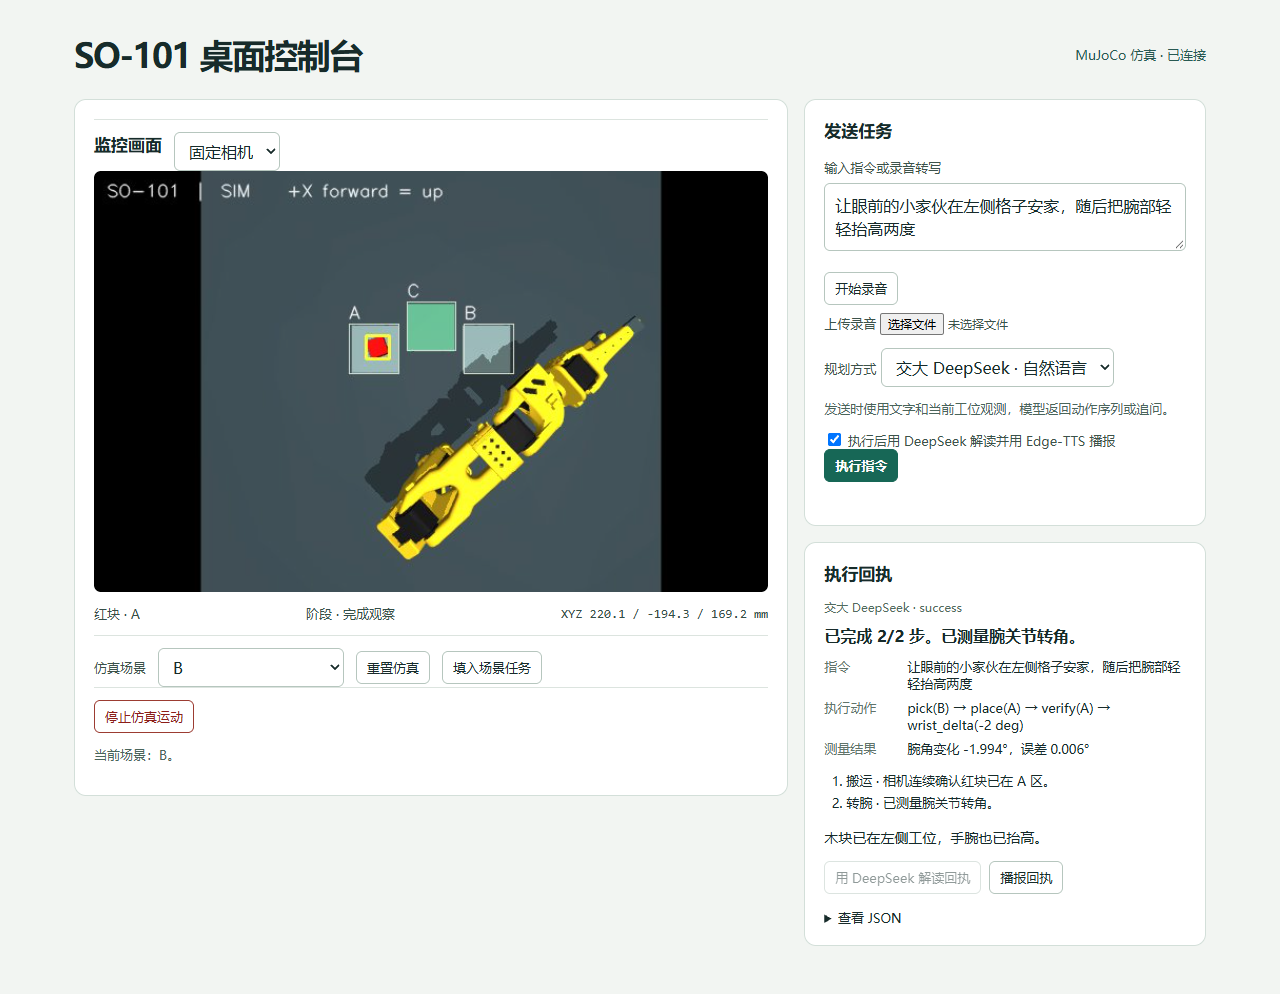 SO-101 桌面控制台
MuJoCo 仿真 · 已连接
监控画面
固定相机
SO-101 | SIM +X forward = up
A
C
B
红块 · A
阶段 · 完成观察
XYZ 220.1 / -194.3 / 169.2 mm
仿真场景
B
重置仿真
填入场景任务
停止仿真运动
当前场景：B。
发送任务
输入指令或录音转写
让眼前的小家伙在左侧格子安家，随后把腕部轻
轻抬高两度
开始录音
上传录音 选择文件 未选择文件
规划方式 交大 DeepSeek · 自然语言
发送时使用文字和当前工位观测，模型返回动作序列或追问。
执行后用 DeepSeek 解读并用 Edge-TTS 播报
执行指令
执行回执
交大 DeepSeek · success
已完成 2/2 步。已测量腕关节转角。
指令 让眼前的小家伙在左侧格子安家，随后把腕部轻
轻抬高两度
执行动作 pick(B) → place(A) → verify(A) →
wrist_delta(-2 deg)
测量结果 腕角变化 -1.994°，误差 0.006°
1. 搬运 · 相机连续确认红块已在 A 区。
2. 转腕 · 已测量腕关节转角。
木块已在左侧工位，手腕也已抬高。
用 DeepSeek 解读回执
播报回执
查看 JSON